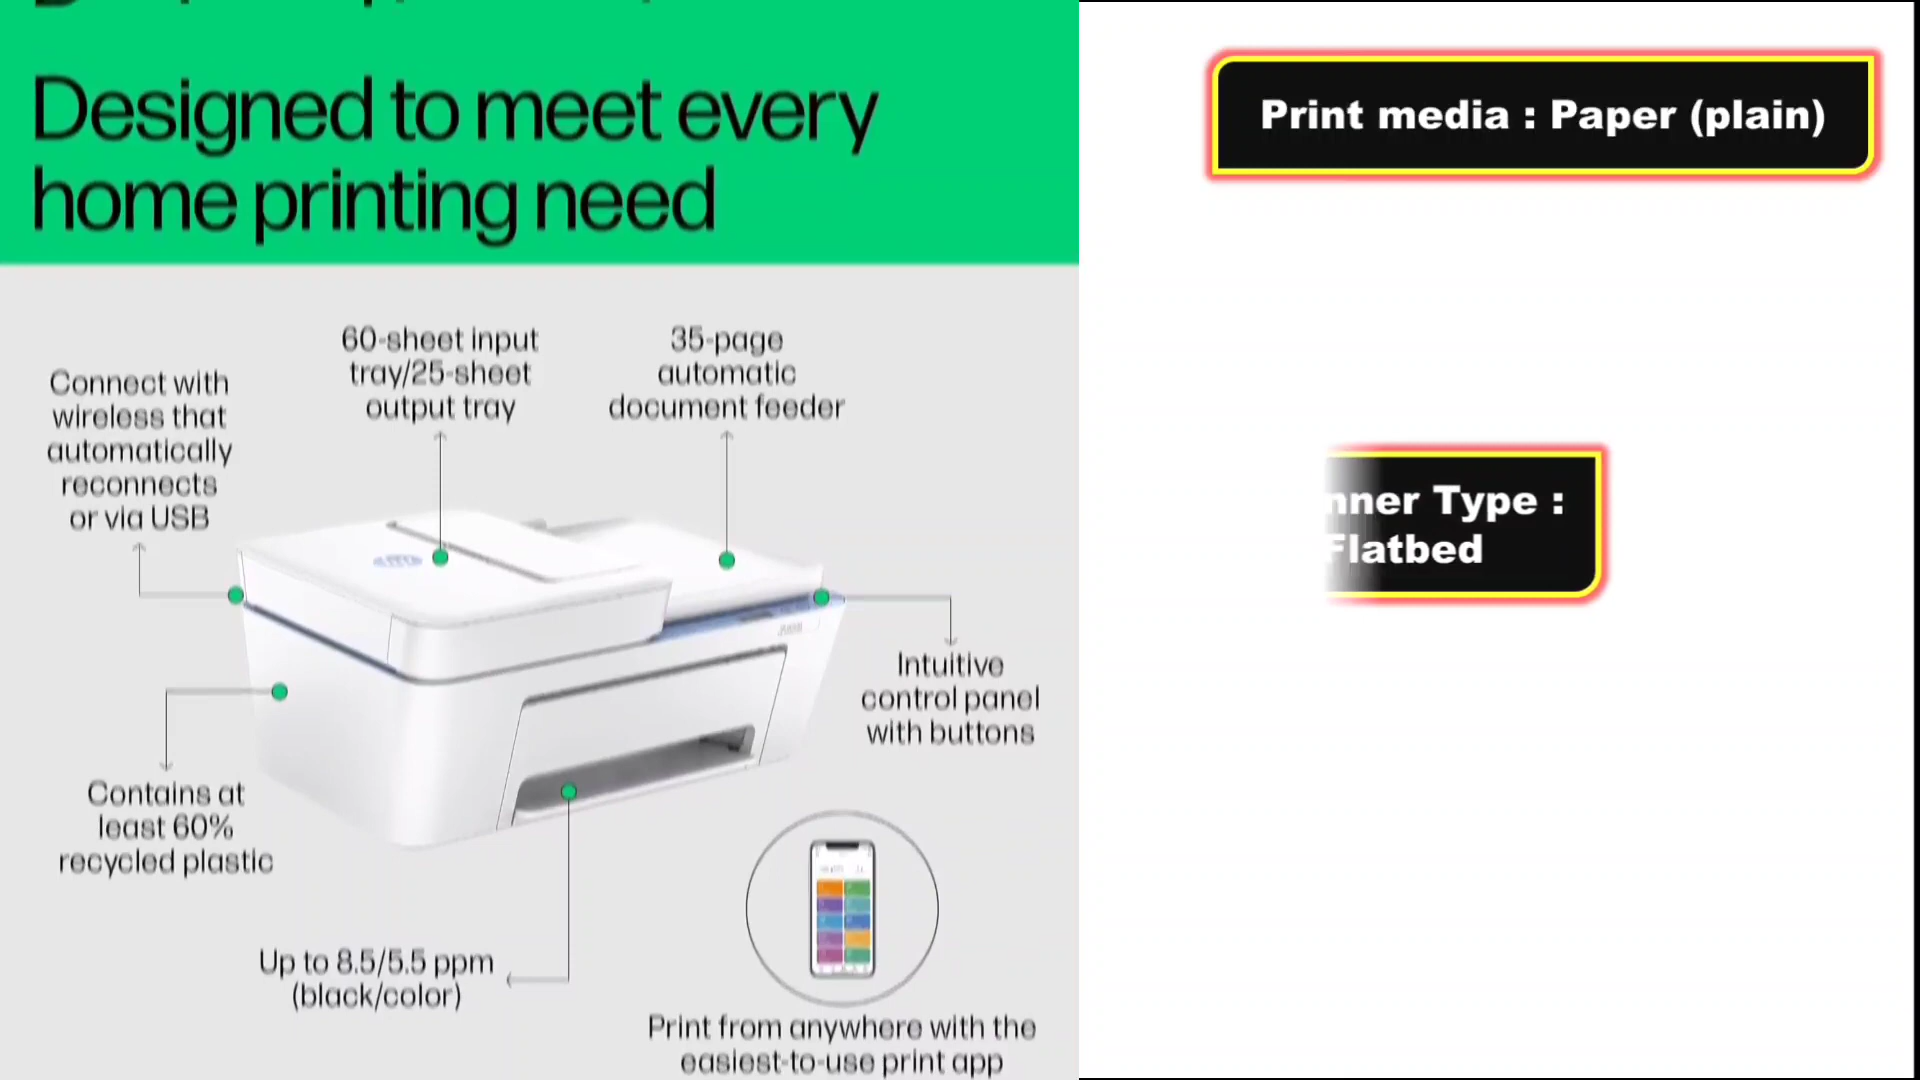 Designed to meet every
home printing need
60-sheet input
tray/25-sheet
output tray
35-page
automatic
document feeder
Connect with
wireless that
automatically
reconnects
or via USB
Intuitive
control panel
with buttons
Contains at
least 60%
recycled plastic
Up to 8.5/5.5 ppm
(black/color)
Print from anywhere with the
easiest-to-use print app
Print media : Paper (plain)
nner Type :
Flatbed